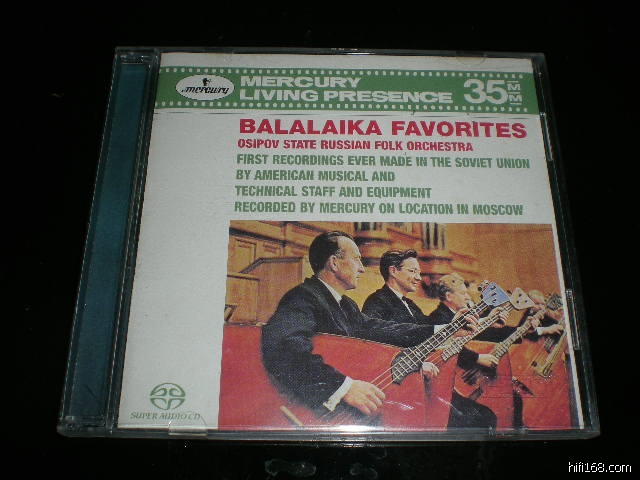 mercury
MERCURY
LIVING PRESENCE
35MM
BALALAIKA FAVORITES
OSIPOV STATE RUSSIAN FOLK ORCHESTRA
FIRST RECORDINGS EVER MADE IN THE SOVIET UNION
BY AMERICAN MUSICAL AND
TECHNICAL STAFF AND EQUIPMENT
RECORDED BY MERCURY ON LOCATION IN MOSCOW
SUPER AUDIO CD
hifi168.com